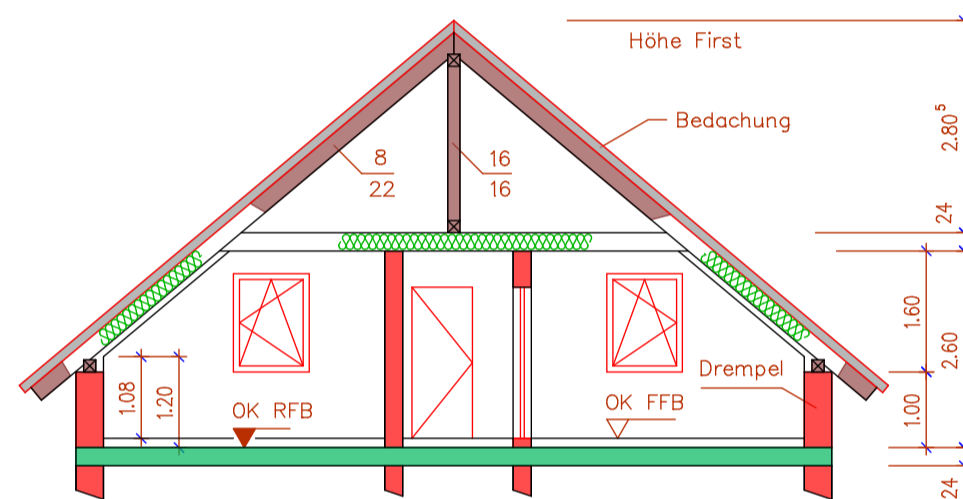 Höhe First
Bedachung
2.80⁵
8
22
16
16
24
1.60
2.60
Drempel
1.08
1.20
OK RFB
OK FFB
1.00
24